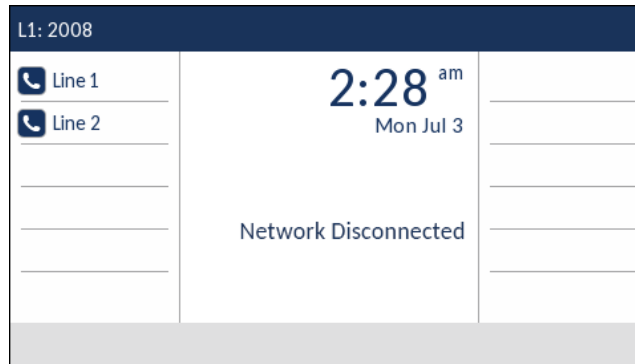 L1: 2008
Line 1
Line 2
2:28 am
Mon Jul 3
Network Disconnected